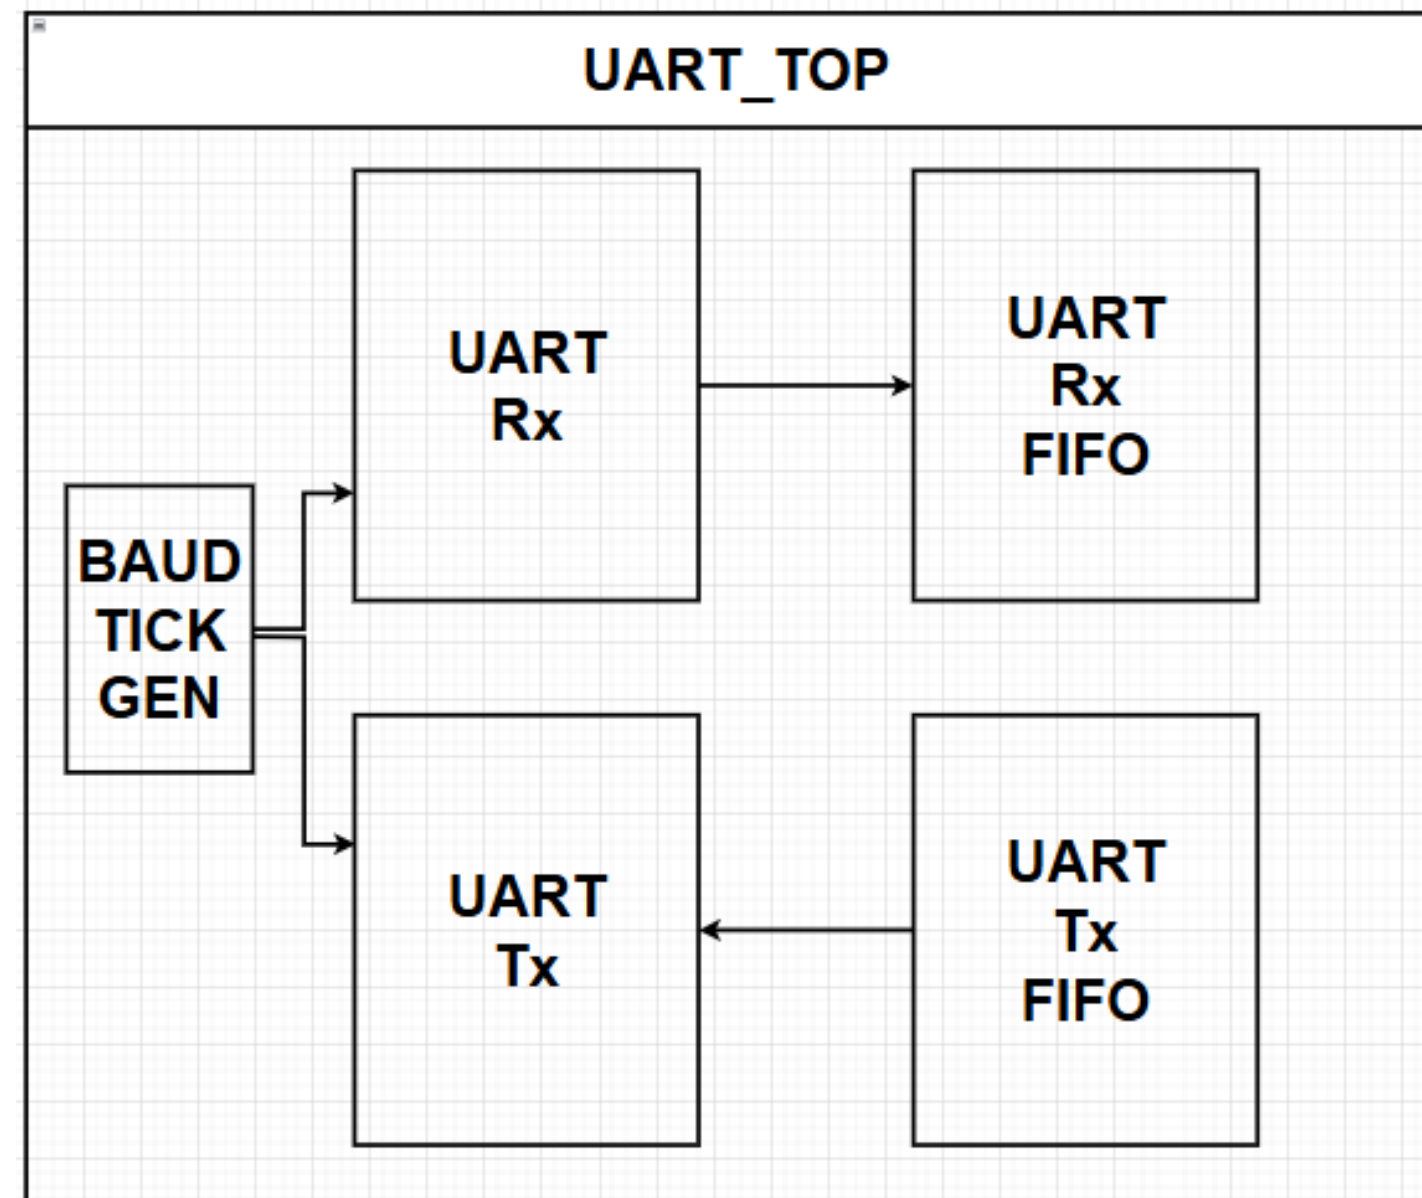 UART_TOP
UART
Rx
UART
Rx
FIFO
BAUD
TICK
GEN
UART
Tx
UART
Tx
FIFO